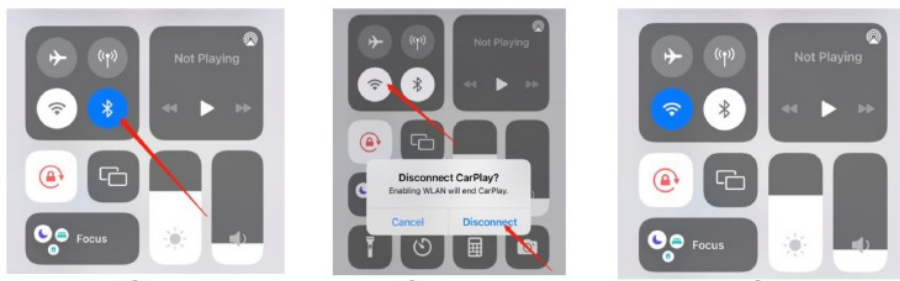 Not Playing
Focus
Not Playing
Disconnect CarPlay?
Enabling WLAN will end CarPlay.
Cancel
Disconnect
Not Playing
Focus